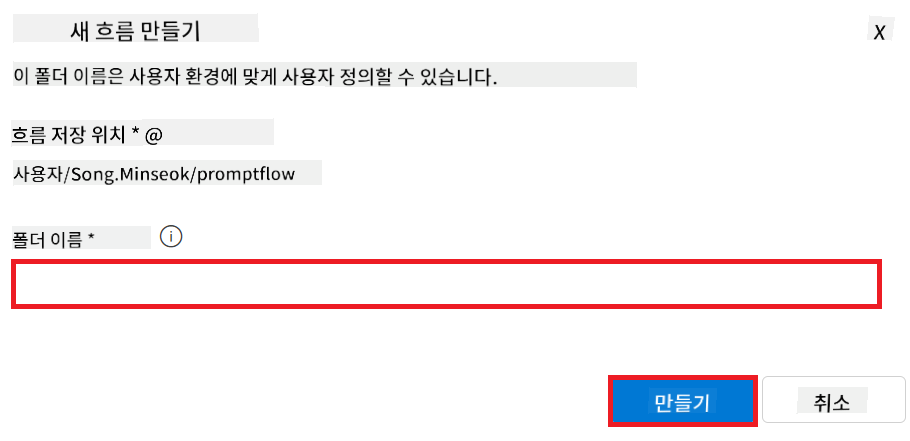 새 흐름 만들기
X
이 폴더 이름은 사용자 환경에 맞게 사용자 정의할 수 있습니다.
흐름 저장 위치 * @
사용자/Song.Minseok/promptflow
폴더 이름 *
만들기
취소